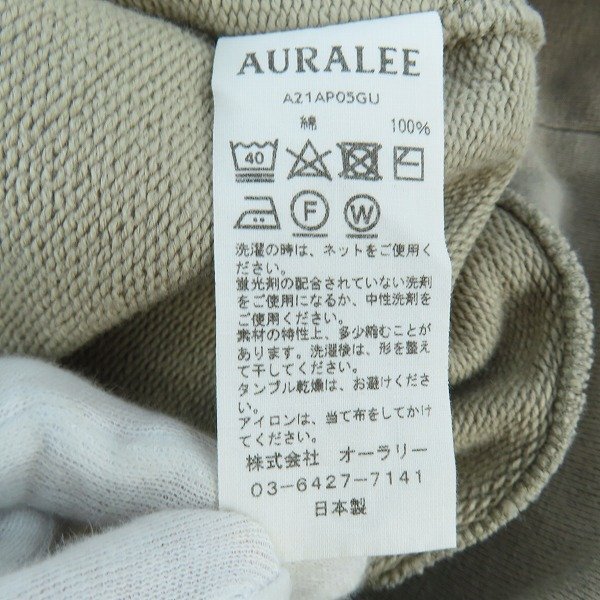 AURALEE
A21AP05GU
綿 100%
40
F W
洗濯の時は、ネットをご使用く
ださい。
蛍光剤の配合されていない洗剤
をご使用になるか、中性洗剤を
ご使用ください。
素材の特性上、多少縮むことが
あります。洗濯後は、形を整え
て干してください。
タンブル乾燥は、お避けくださ
い。
アイロンは、当て布をしてかけ
てください。
株式会社 オーラリー
03-6427-7141
日本製